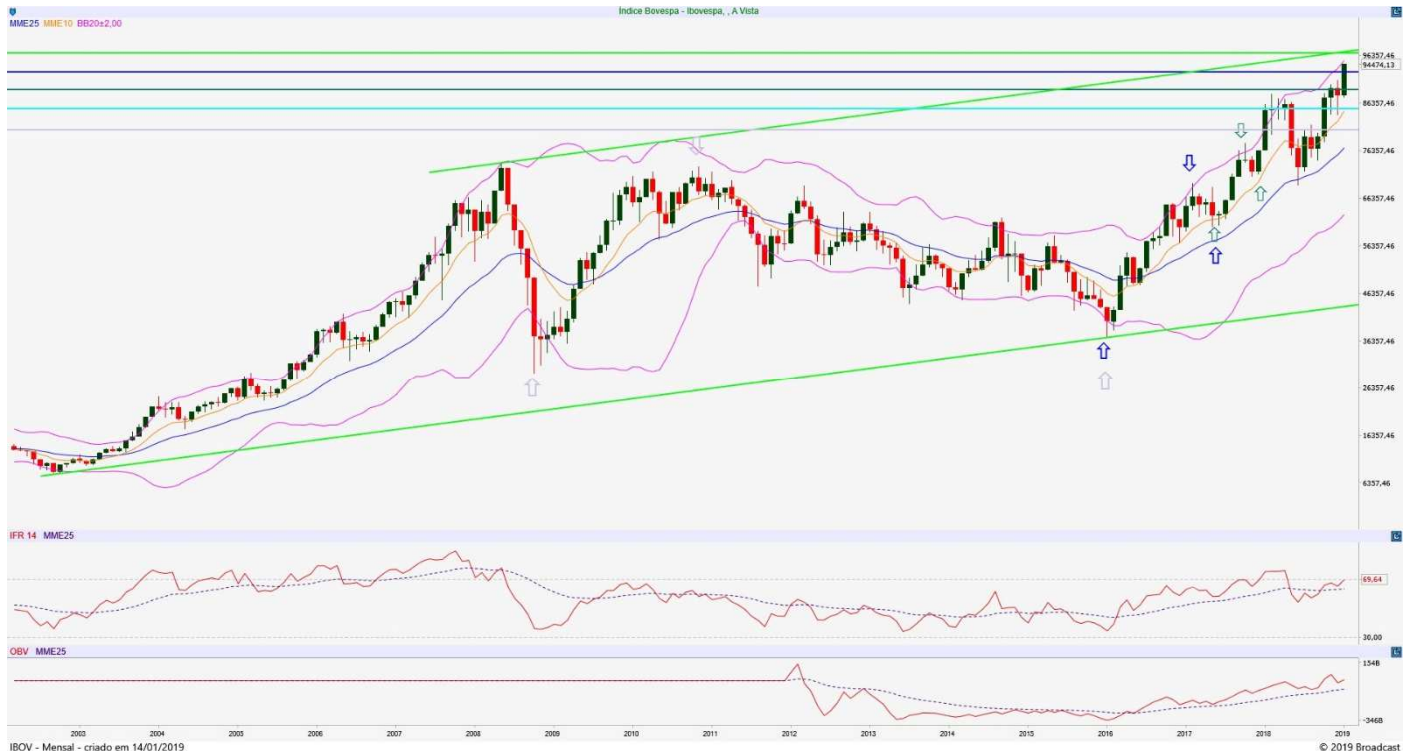 Índice Bovespa - Ibovespa, , A Vista
MME25 MME10 BB20±2,00
96357,46
94474,13
86357,46
76357,46
66357,46
56357,46
46357,46
36357,46
26357,46
16357,46
6357,46
IFR 14 MME25
69,64
30,00
OBV MME25
154B
-346B
2003 2004 2005 2006 2007 2008 2009 2010 2011 2012 2013 2014 2015 2016 2017 2018 2019
IBOV - Mensal - criado em 14/01/2019
© 2019 Broadcast